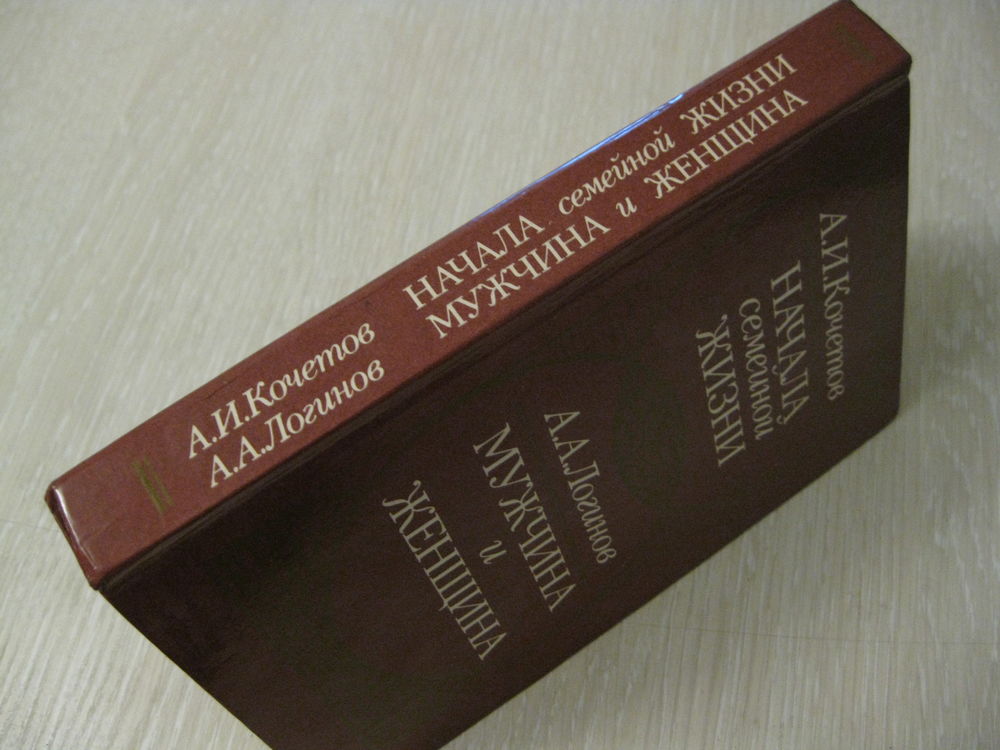 А.И.Кочетов НАЧАЛА семейной ЖИЗНИ
А.А.Логинов МУЖЧИНА и ЖЕНЩИНА
А.И.Кочетов
НАЧАЛА
семейной
ЖИЗНИ
А.А.Логинов
МУЖЧИНА
и
ЖЕНЩИНА